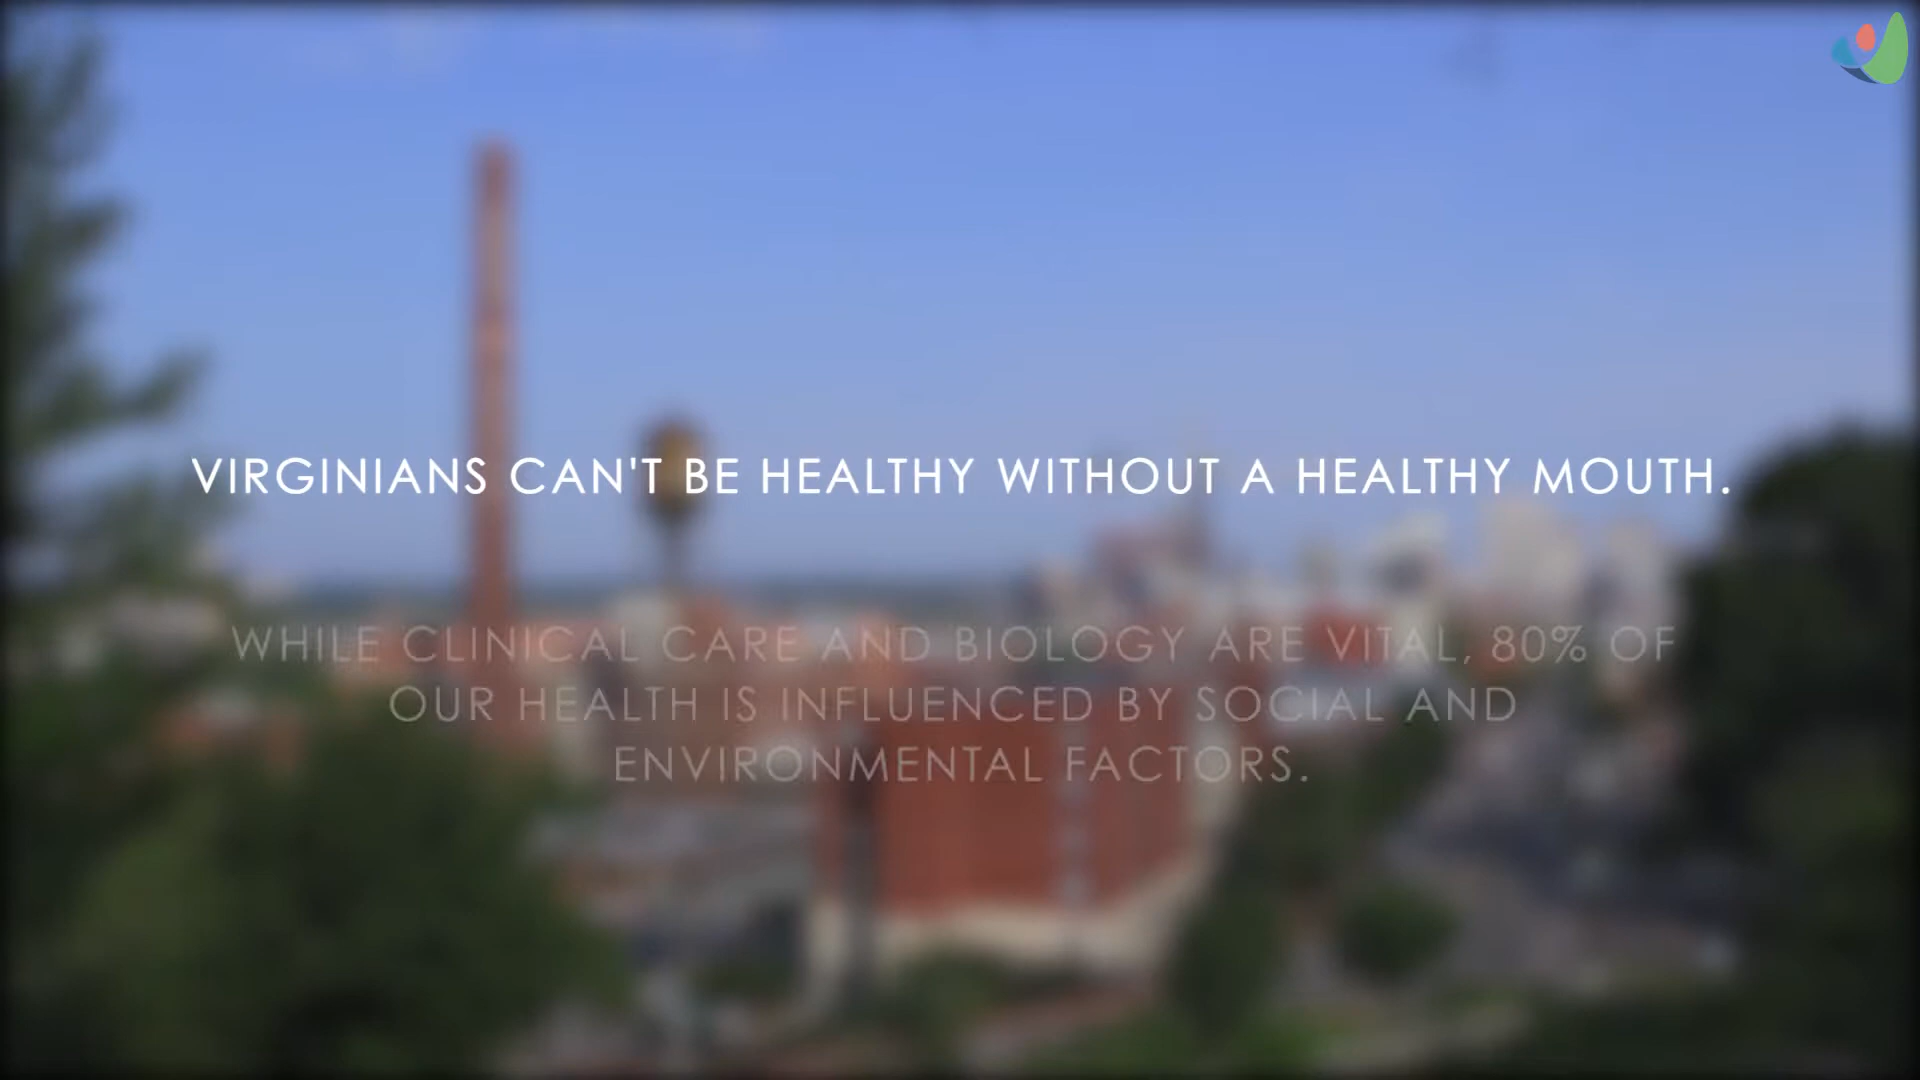 VIRGINIANS CAN'T BE HEALTHY WITHOUT A HEALTHY MOUTH.
WHILE CLINICAL CARE AND BIOLOGY ARE VITAL, 80% OF
OUR HEALTH IS INFLUENCED BY SOCIAL AND
ENVIRONMENTAL FACTORS.